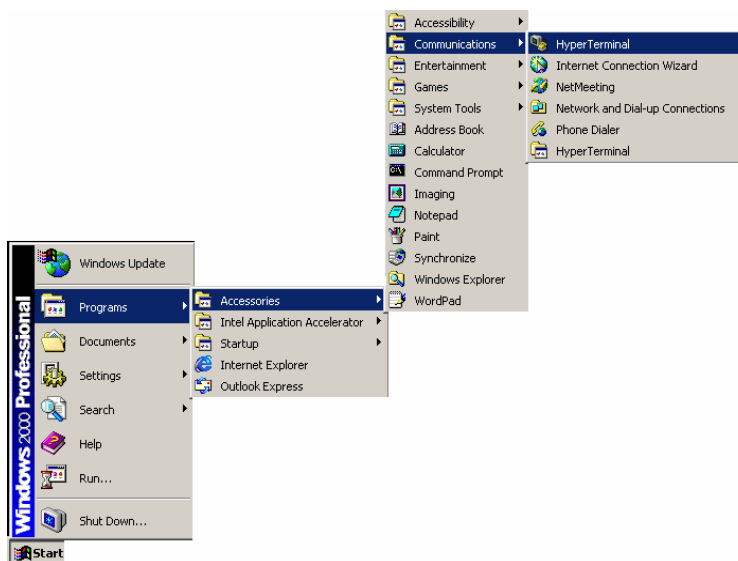 Accessibility
Communications
Entertainment
Games
System Tools
Address Book
Calculator
Command Prompt
Imaging
Notepad
Paint
Synchronize
Windows Explorer
WordPad
HyperTerminal
Internet Connection Wizard
NetMeeting
Network and Dial-up Connections
Phone Dialer
HyperTerminal
Windows 2000 Professional
Windows Update
Programs
Documents
Settings
Search
Help
Run...
Shut Down...
Accessories
Intel Application Accelerator
Startup
Internet Explorer
Outlook Express
Start